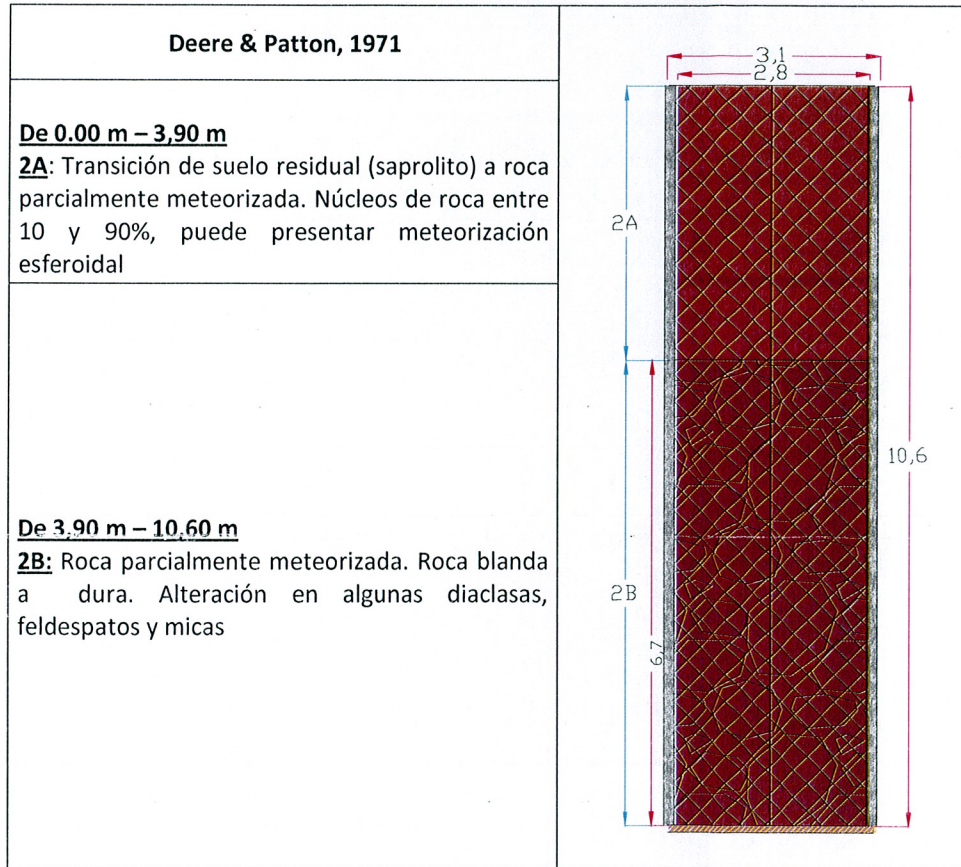 Deere & Patton, 1971
De 0.00 m – 3,90 m
2A: Transición de suelo residual (saprolito) a roca
parcialmente meteorizada. Núcleos de roca entre
10 y 90%, puede presentar meteorización
esferoidal
De 3.90 m – 10.60 m
2B: Roca parcialmente meteorizada. Roca blanda
a dura. Alteración en algunas diaclasas,
feldespatos y micas
3,1
2,8
2A
10,6
2B
6,7